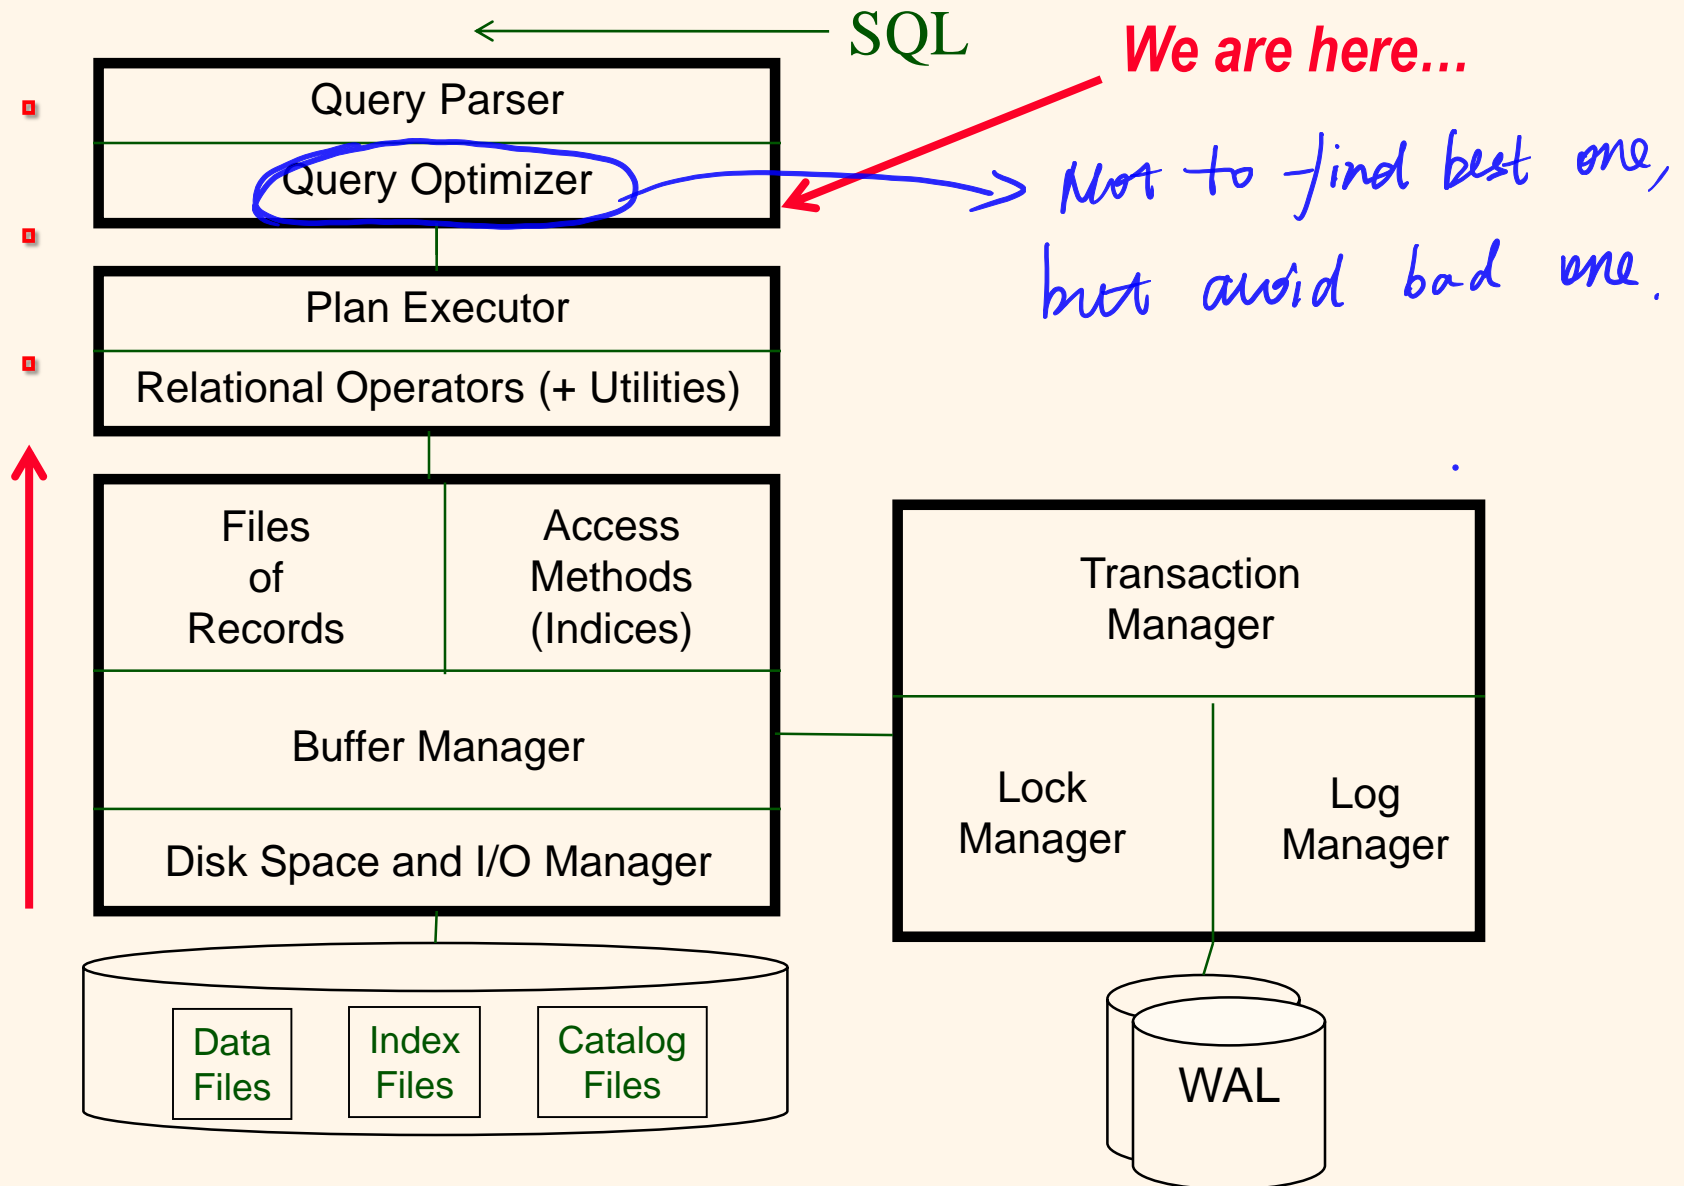 SQL
We are here...
Query Parser
Query Optimizer
Not to find best one,
but avoid bad one.
Plan Executor
Relational Operators (+ Utilities)
Files
of
Records
Access
Methods
(Indices)
Buffer Manager
Disk Space and I/O Manager
Transaction
Manager
Lock
Manager
Log
Manager
Data
Files
Index
Files
Catalog
Files
WAL